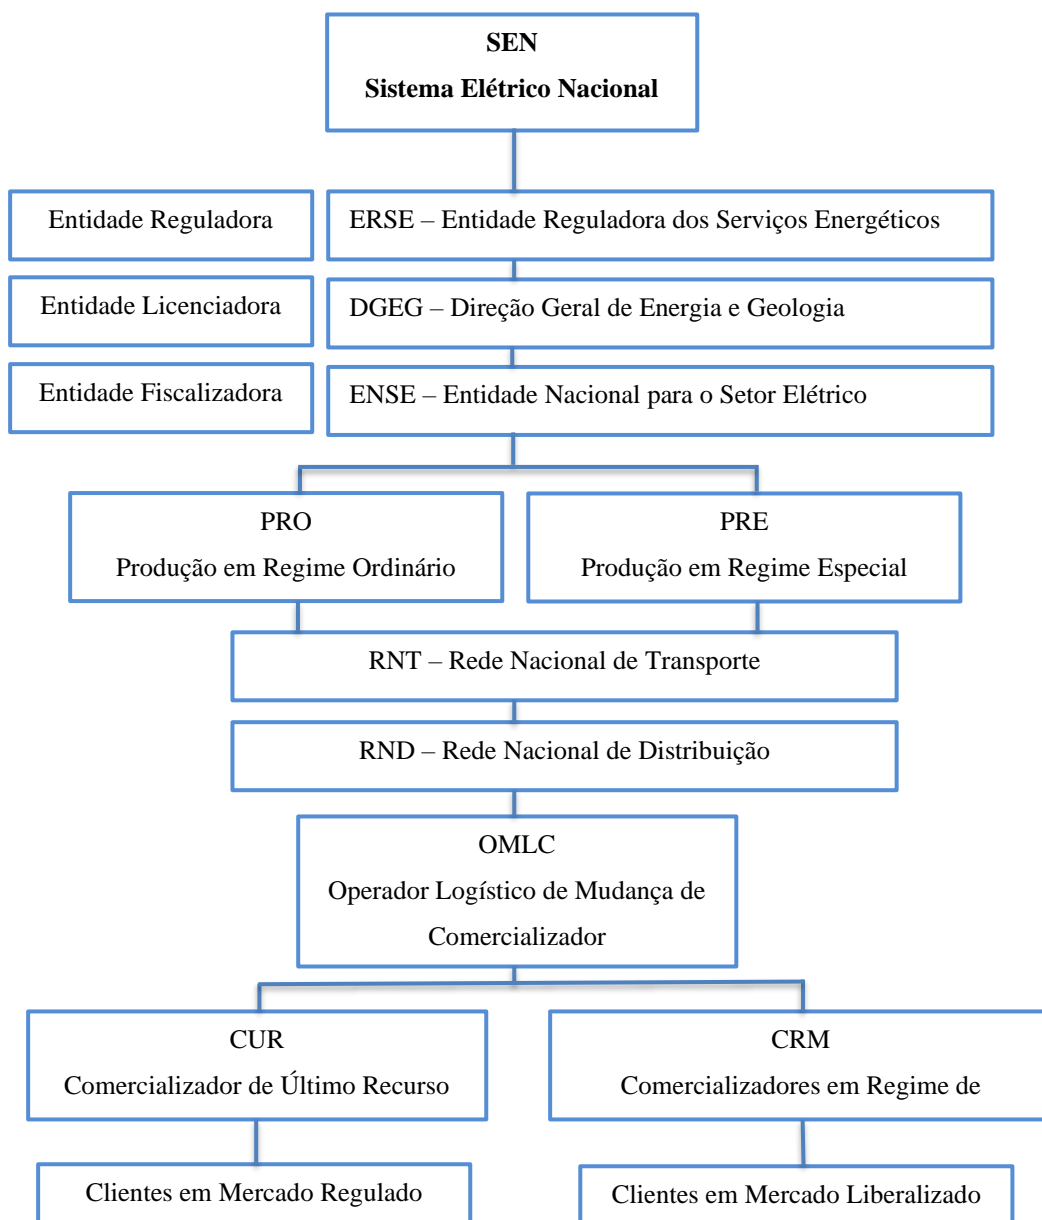 SEN
Sistema Elétrico Nacional
Entidade Reguladora
ERSE – Entidade Reguladora dos Serviços Energéticos
Entidade Licenciadora
DGEG – Direção Geral de Energia e Geologia
Entidade Fiscalizadora
ENSE – Entidade Nacional para o Setor Elétrico
PRO
Produção em Regime Ordinário
PRE
Produção em Regime Especial
RNT – Rede Nacional de Transporte
RND – Rede Nacional de Distribuição
OMLC
Operador Logístico de Mudança de
Comercializador
CUR
Comercializador de Último Recurso
CRM
Comercializadores em Regime de
Clientes em Mercado Regulado
Clientes em Mercado Liberalizado